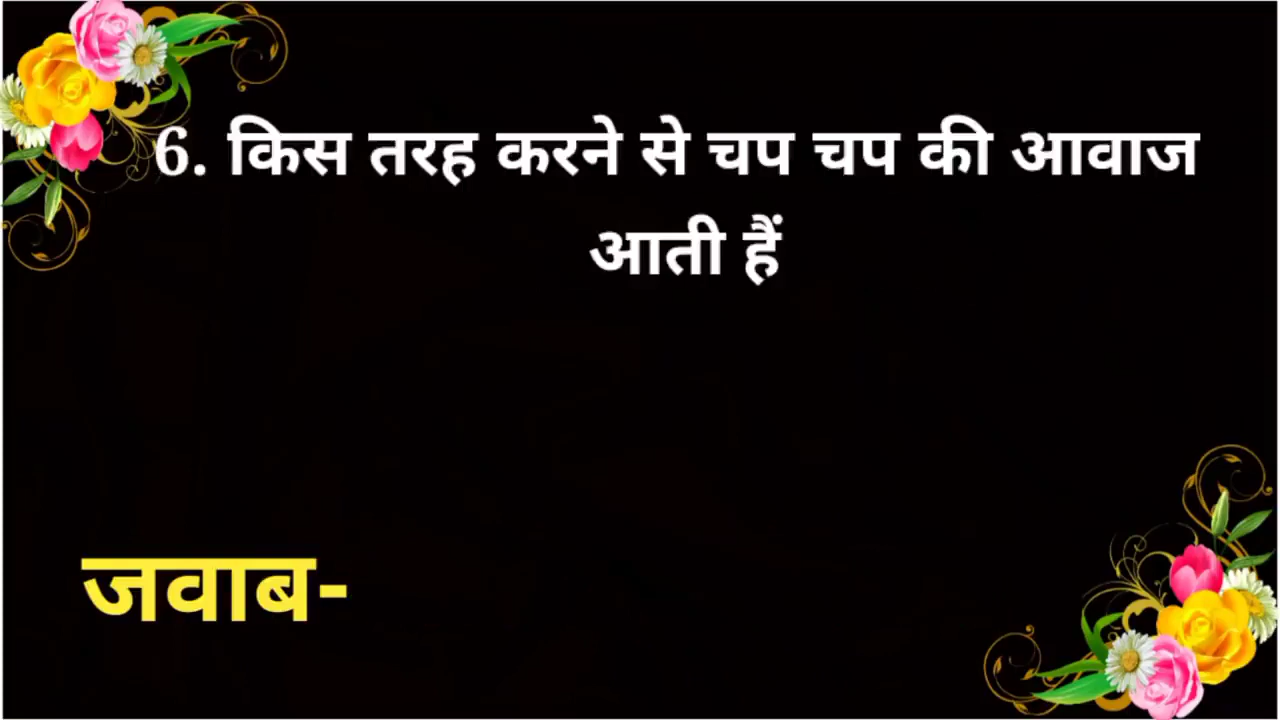 6. किस तरह करने से चप चप की आवाज
आती हैं
जवाब-